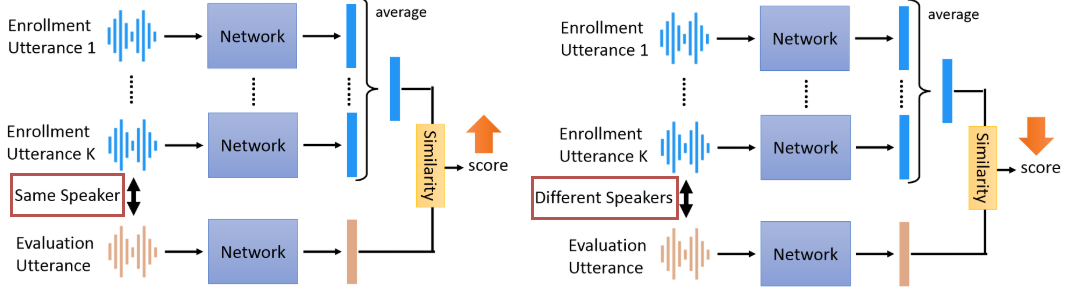 Enrollment
Utterance 1
Network
average
Enrollment
Utterance K
Network
Similarity
score
Same Speaker
Evaluation
Utterance
Network
Enrollment
Utterance 1
Network
average
Enrollment
Utterance K
Network
Similarity
score
Different Speakers
Evaluation
Utterance
Network